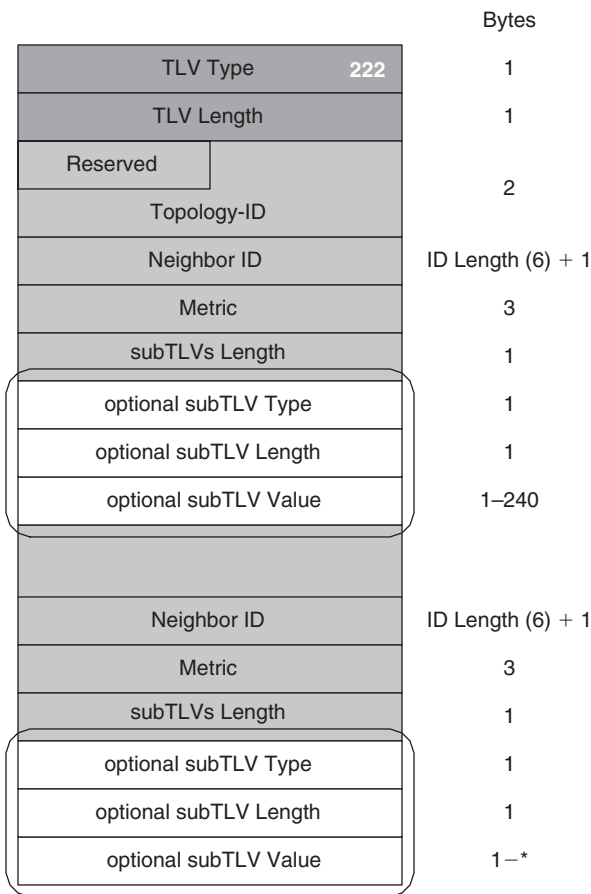 Bytes
TLV Type 222 1
TLV Length 1
Reserved
2
Topology-ID
Neighbor ID ID Length (6) + 1
Metric 3
subTLVs Length 1
optional subTLV Type 1
optional subTLV Length 1
optional subTLV Value 1–240
Neighbor ID ID Length (6) + 1
Metric 3
subTLVs Length 1
optional subTLV Type 1
optional subTLV Length 1
optional subTLV Value 1–*